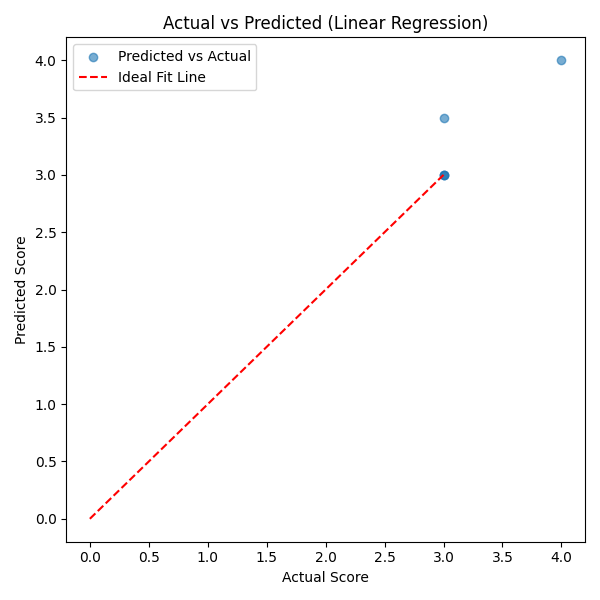 Actual vs Predicted (Linear Regression)
Predicted vs Actual
Ideal Fit Line
4.0
3.5
3.0
2.5
2.0
1.5
1.0
0.5
0.0
Predicted Score
0.0 0.5 1.0 1.5 2.0 2.5 3.0 3.5 4.0
Actual Score